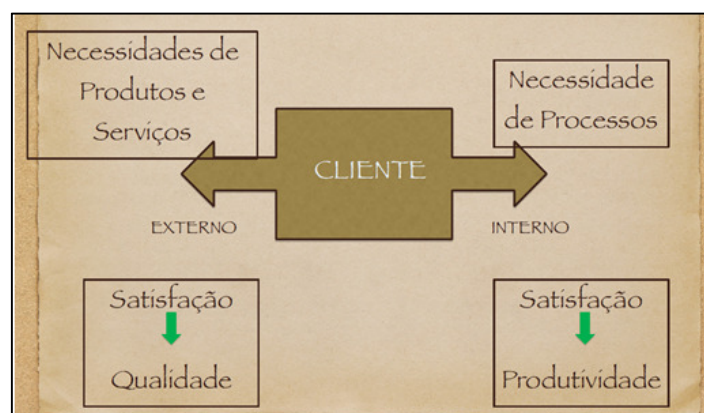 Necessidades de
Produtos e
Serviços
Necessidade
de Processos
CLIENTE
EXTERNO
INTERNO
Satisfação
Qualidade
Satisfação
Produtividade